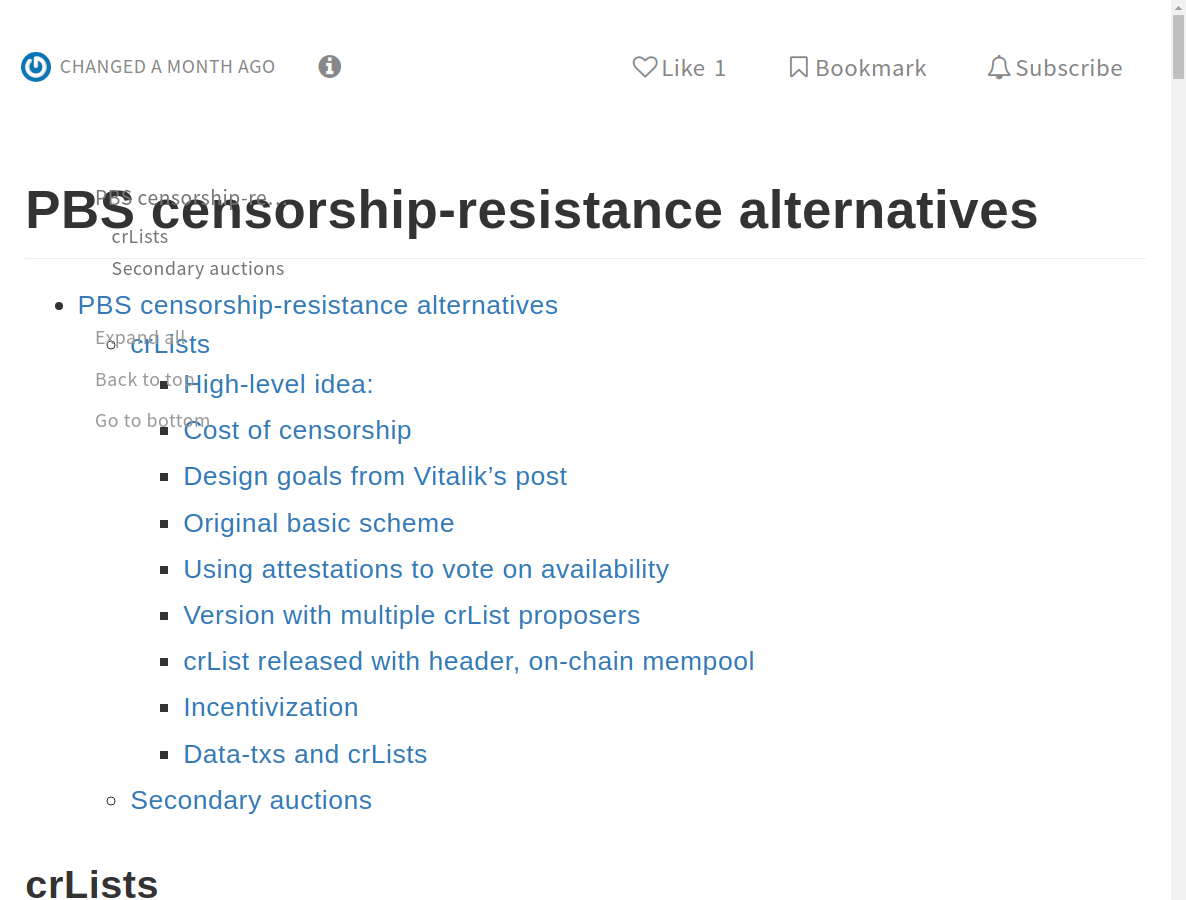 CHANGED A MONTH AGO
Like 1
Bookmark
Subscribe
PBS censorship-re...
PBS censorship-resistance alternatives
crLists
Secondary auctions
PBS censorship-resistance alternatives
Expand all
crLists
Back to top
High-level idea:
Go to bottom
Cost of censorship
Design goals from Vitalik’s post
Original basic scheme
Using attestations to vote on availability
Version with multiple crList proposers
crList released with header, on-chain mempool
Incentivization
Data-txs and crLists
Secondary auctions
crLists